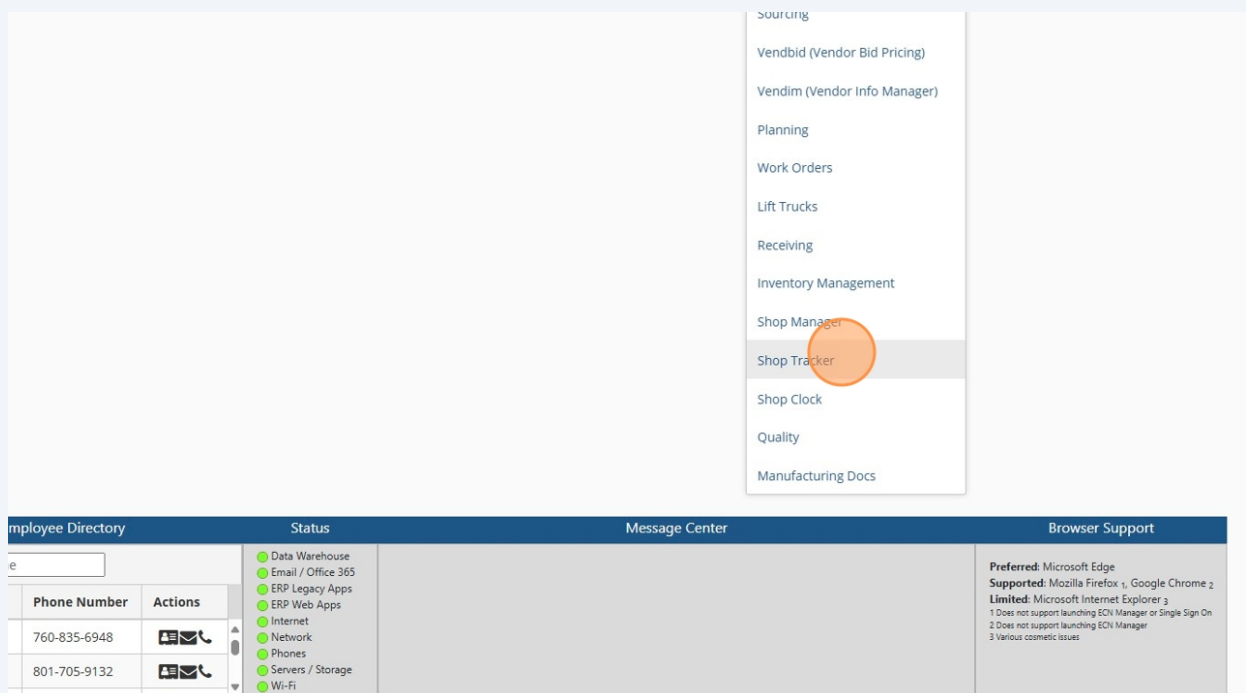 Sourcing
Vendbid (Vendor Bid Pricing)
Vendim (Vendor Info Manager)
Planning
Work Orders
Lift Trucks
Receiving
Inventory Management
Shop Manager
Shop Tracker
Shop Clock
Quality
Manufacturing Docs
mployee Directory
e
Phone Number Actions
760-835-6948
801-705-9132
Status
Data Warehouse
Email / Office 365
ERP Legacy Apps
ERP Web Apps
Internet
Network
Phones
Servers / Storage
Wi-Fi
Message Center
Browser Support
Preferred: Microsoft Edge
Supported: Mozilla Firefox 1, Google Chrome 2
Limited: Microsoft Internet Explorer 3
1 Does not support launching ECN Manager or Single Sign On
2 Does not support launching ECN Manager
3 Various cosmetic issues